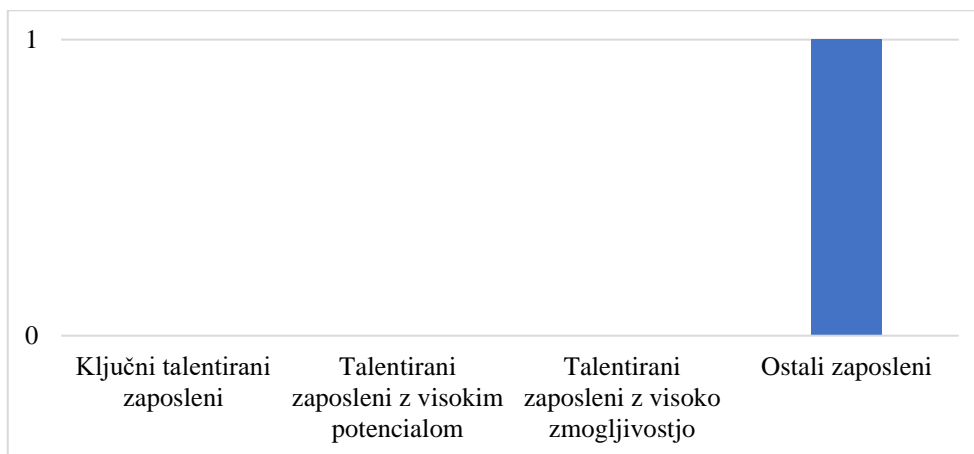 1
0
Ključni talentirani
zaposleni
Talentirani
zaposleni z visokim
potencialom
Talentirani
zaposleni z visoko
zmogljivostjo
Ostali zaposleni